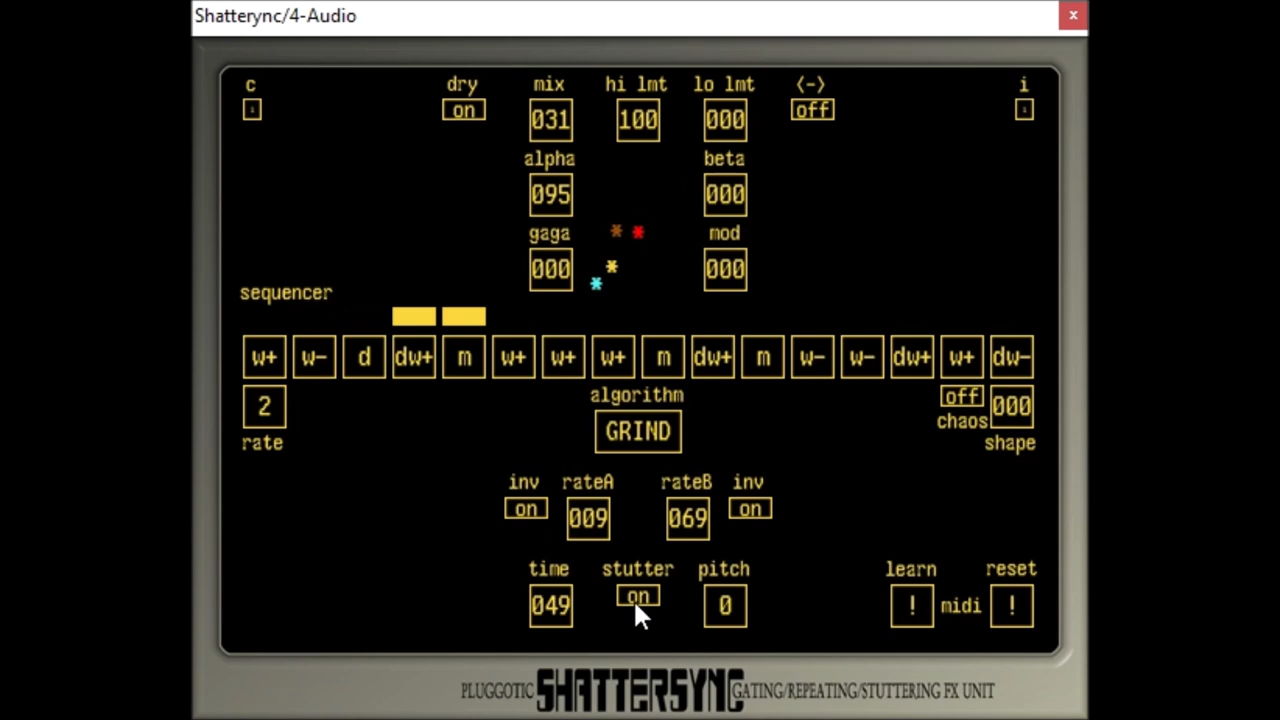 Shatterync/4-Audio
x
c dry mix hi lmt lo lmt <-> i
on 031 100 000 off
alpha beta
095 000
gaga mod
000 000
sequencer
w+ w- d dw+ m w+ w+ w+ m dw+ m w- w- dw+ w+ dw-
2 algorithm off 000
rate GRIND chaos shape
inv rateA rateB inv
on 009 069 on
time stutter pitch learn reset
049 on 0 ! midi !
PLUGGOTIC SHATTERSYNC GATING/REPEATING/STUTTERING FX UNIT